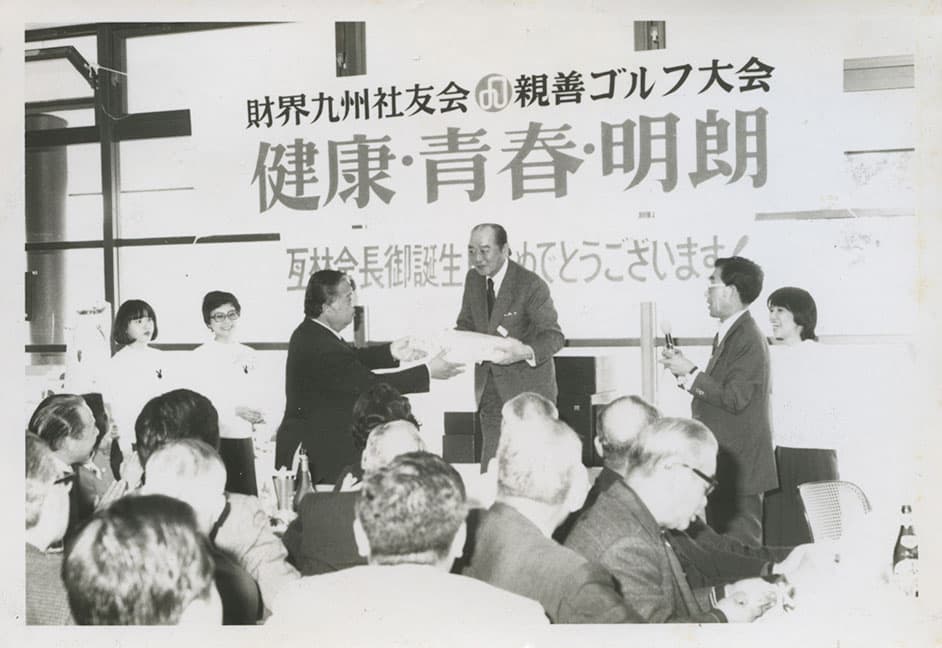 財界九州社友会 親善ゴルフ大会
健康・青春・明朗
瓦林会長御誕生 めでとうございます!